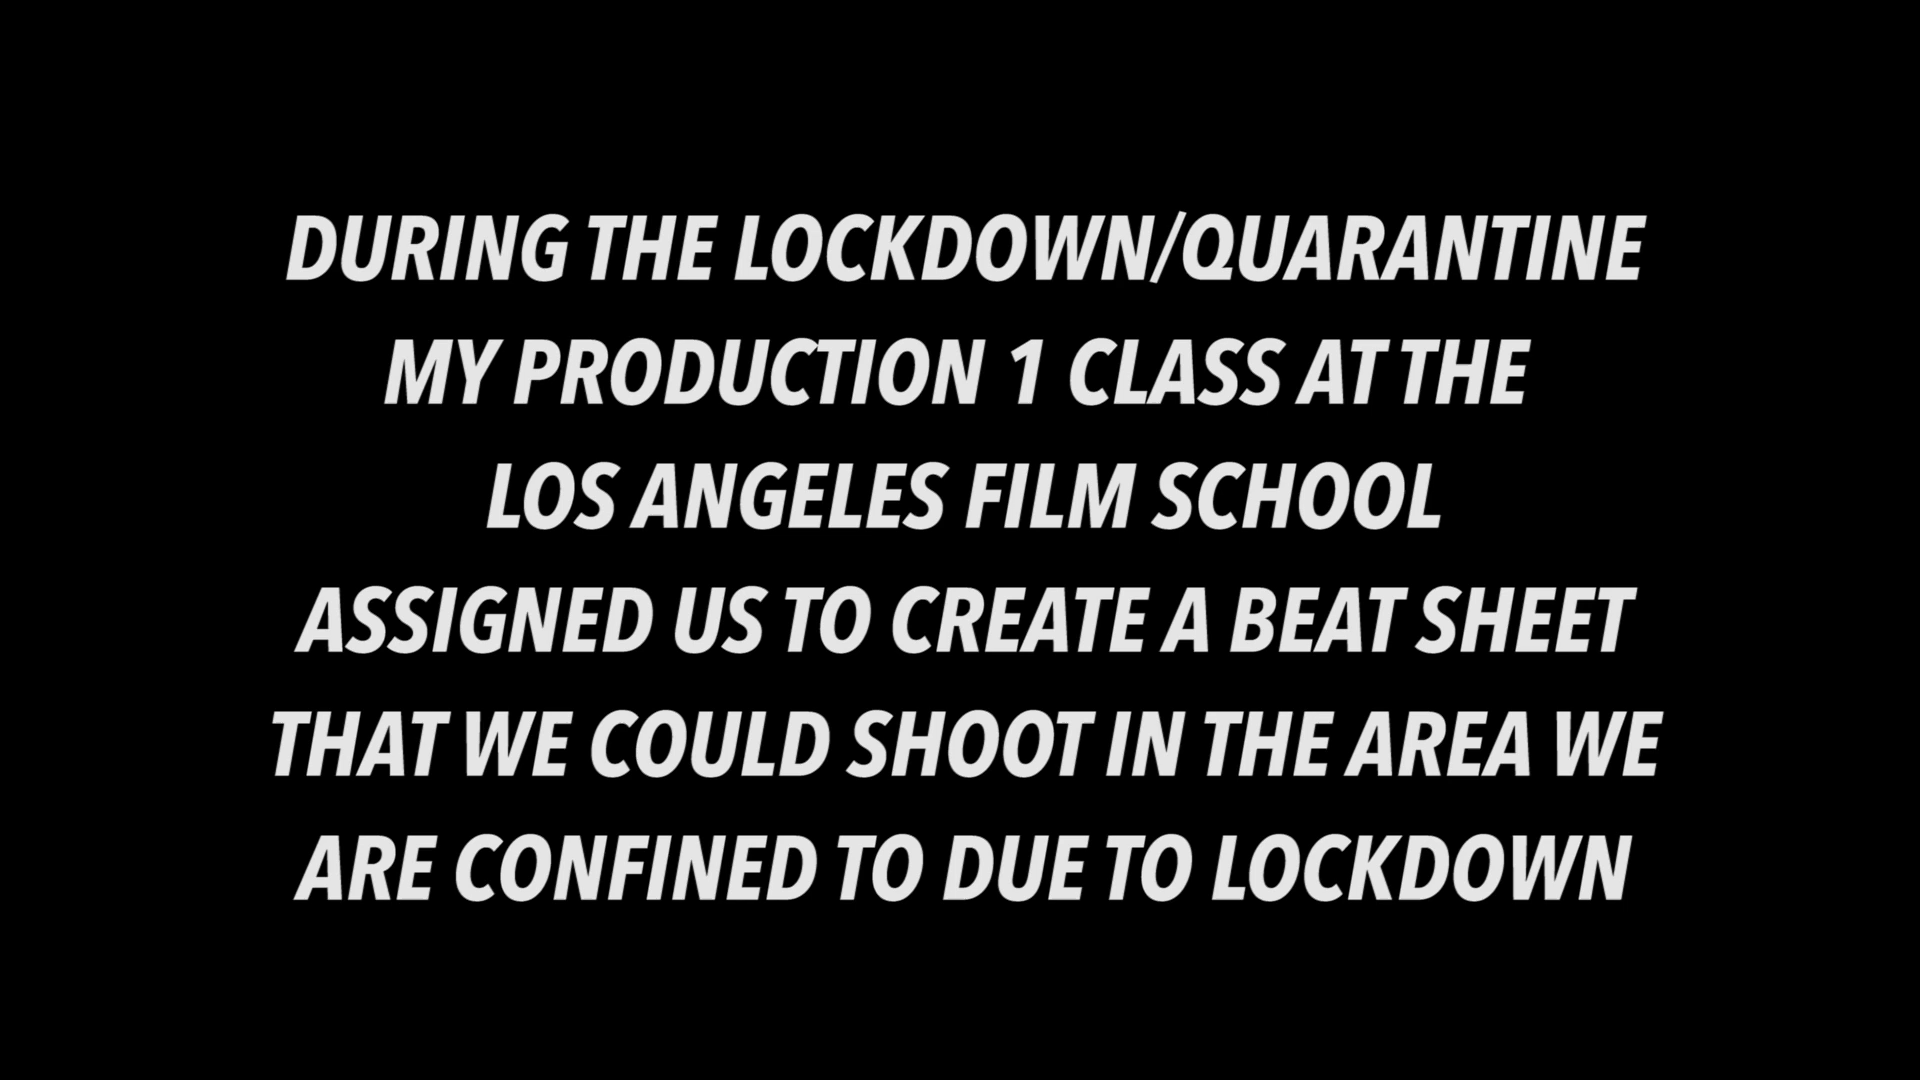 DURING THE LOCKDOWN/QUARANTINE
MY PRODUCTION 1 CLASS AT THE
LOS ANGELES FILM SCHOOL
ASSIGNED US TO CREATE A BEAT SHEET
THAT WE COULD SHOOT IN THE AREA WE
ARE CONFINED TO DUE TO LOCKDOWN